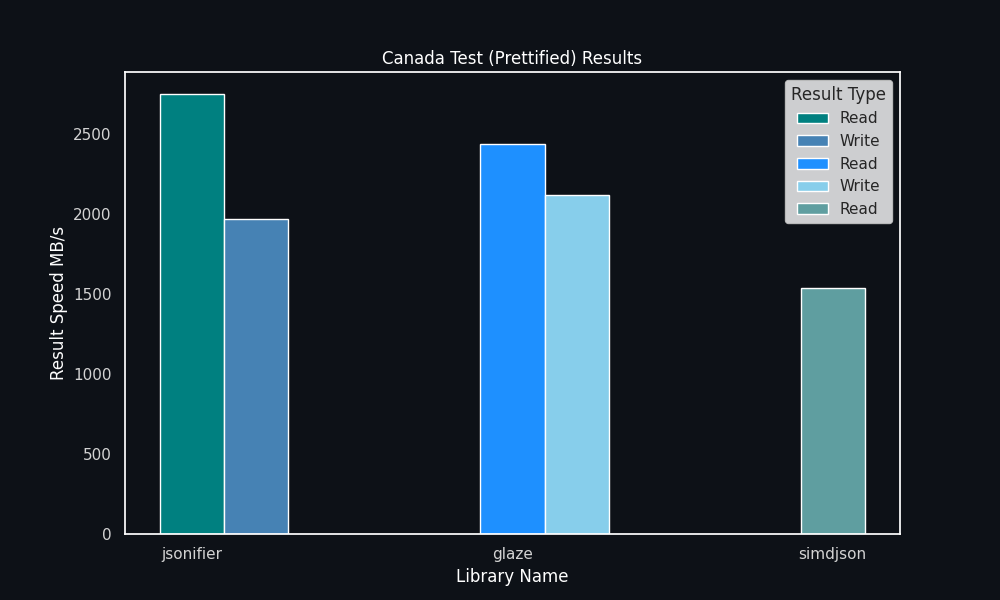 Canada Test (Prettified) Results
Result Type
Read
Write
Read
Write
Read
Result Speed MB/s
2500
2000
1500
1000
500
0
jsonifier
glaze
simdjson
Library Name